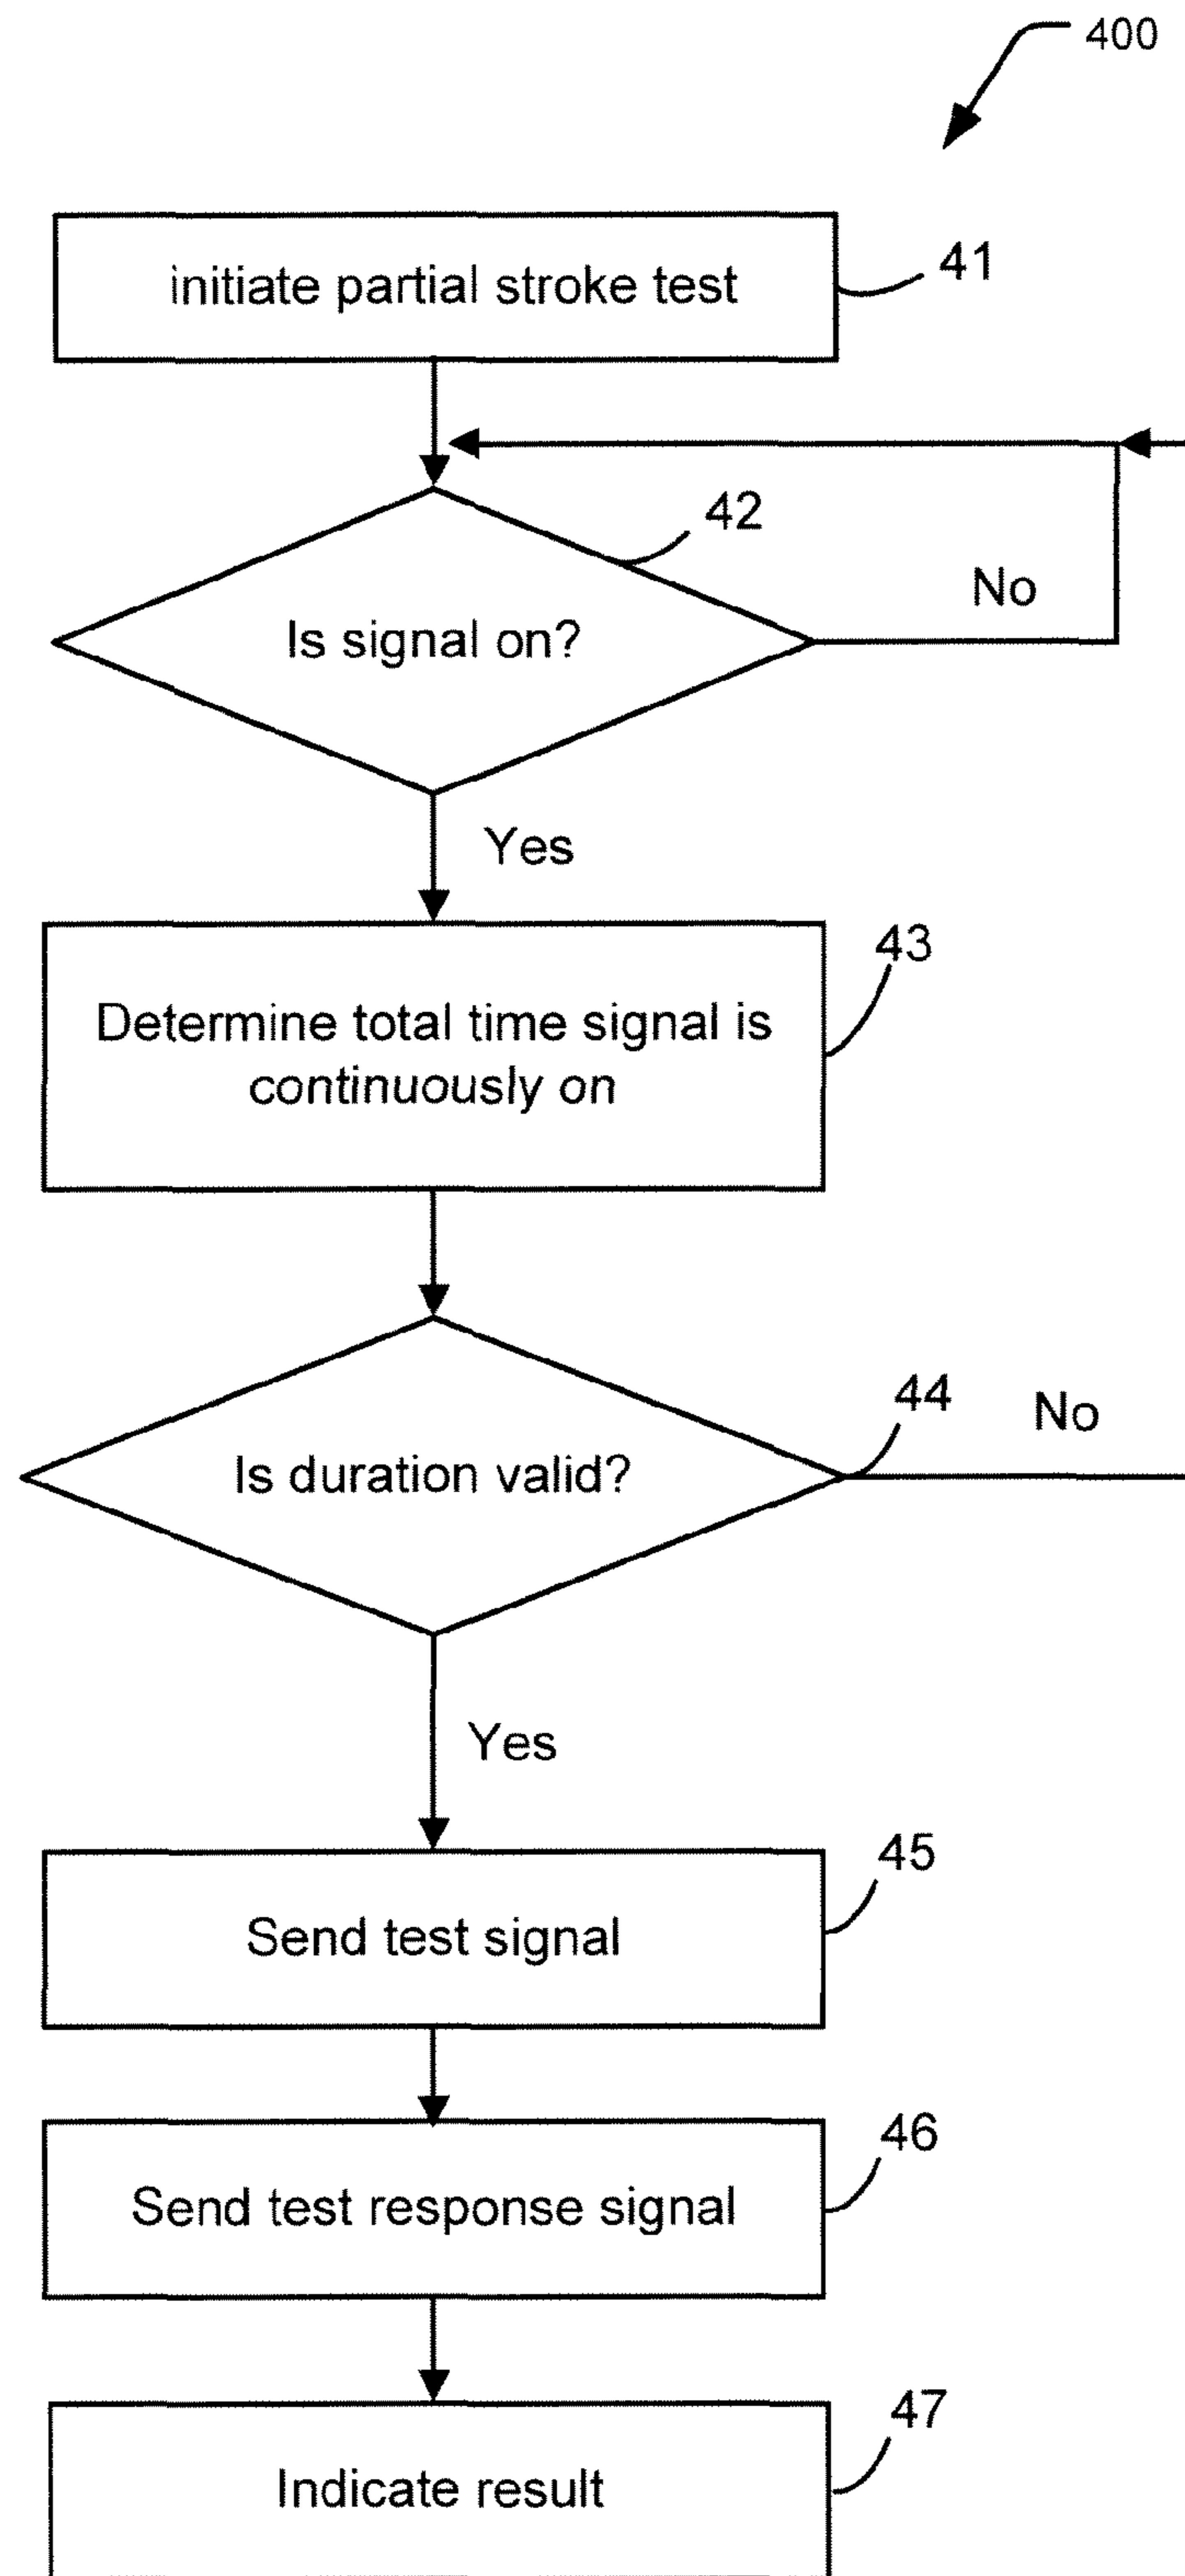 400
initiate partial stroke test
41
42
Is signal on?
No
Yes
43
Determine total time signal is
continuously on
44
No
Is duration valid?
Yes
45
Send test signal
46
Send test response signal
47
Indicate result